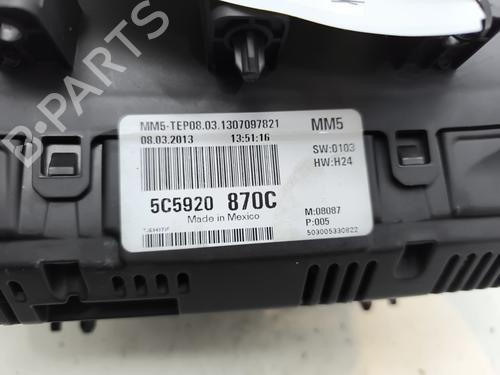 MM5-TEP08.03.1307097821 MM5
08.03.2013 13:51:16
SW:0103
HW:H24
5C5920 870C
Made in Mexico
M:08087
P:005
503005330822
B-PARTS